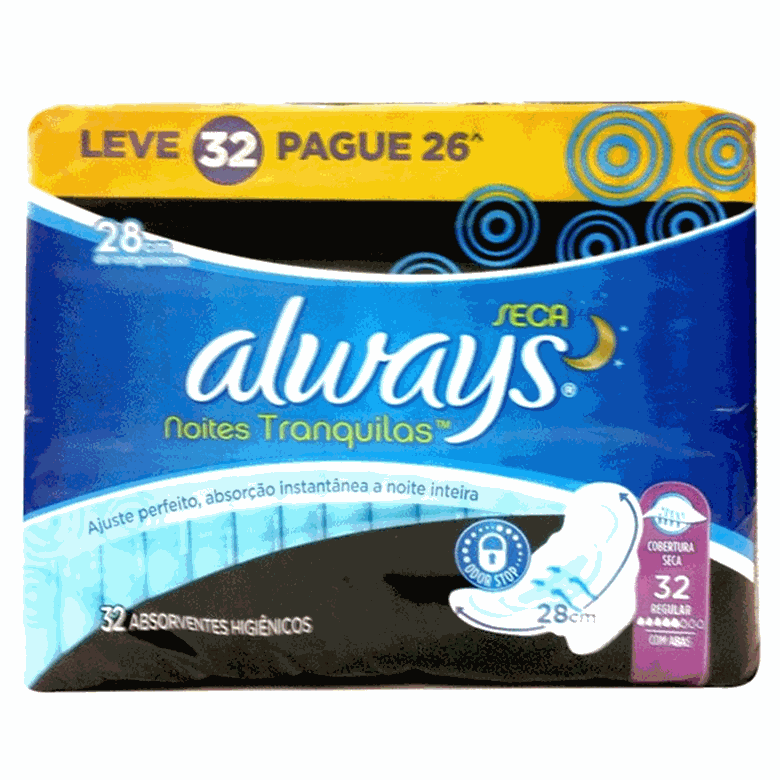 LEVE 32 PAGUE 26^
28cm
SECA
always®
Noites Tranquilas™
Ajuste perfeito, absorção instantânea a noite inteira
ODOR STOP
28cm
COBERTURA
SECA
32
REGULAR
COM ABAS
32 ABSORVENTES HIGIÊNICOS